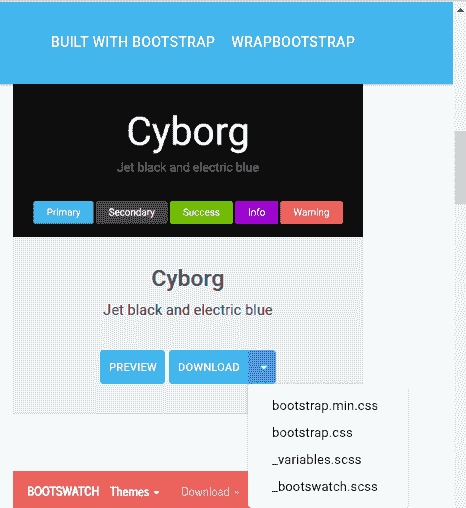 BUILT WITH BOOTSTRAP WRAPBOOTSTRAP
Cyborg
Jet black and electric blue
Primary Secondary Success Info Warning
Cyborg
Jet black and electric blue
PREVIEW DOWNLOAD
bootstrap.min.css
bootstrap.css
_variables.scss
_bootswatch.scss
BOOTSWATCH Themes Download »